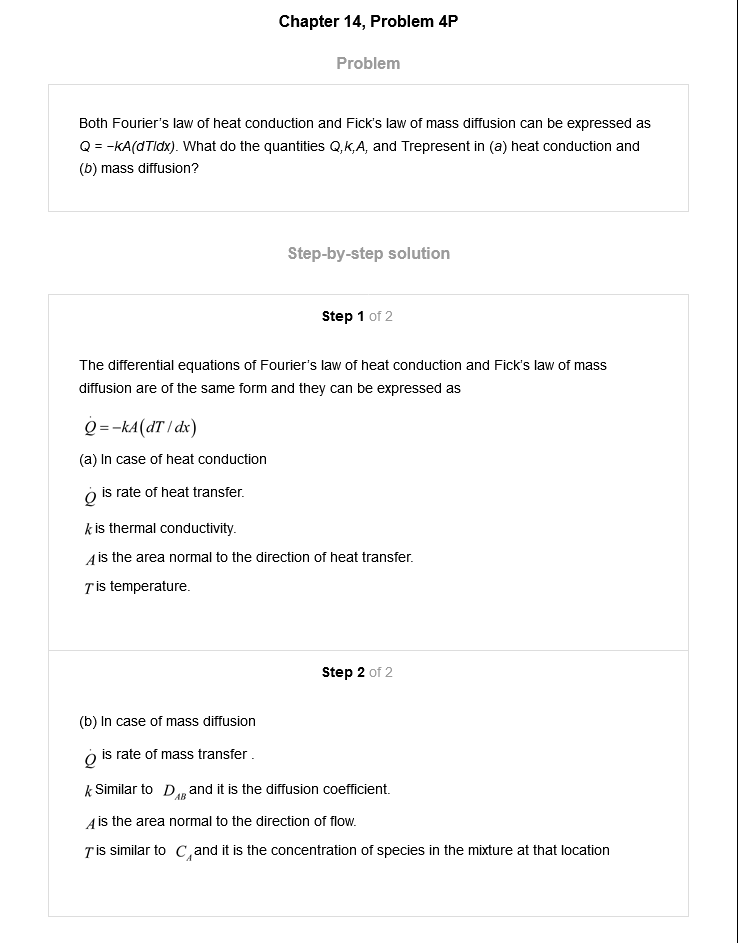 Chapter 14, Problem 4P
Problem
Both Fourier's law of heat conduction and Fick's law of mass diffusion can be expressed as
Q = −kA(dT/dx). What do the quantities Q,k,A, and Trepresent in (a) heat conduction and
(b) mass diffusion?
Step-by-step solution
Step 1 of 2
The differential equations of Fourier's law of heat conduction and Fick's law of mass
diffusion are of the same form and they can be expressed as
Q̇ = −kA(dT / dx)
(a) In case of heat conduction
Q̇ is rate of heat transfer.
k is thermal conductivity.
A is the area normal to the direction of heat transfer.
T is temperature.
Step 2 of 2
(b) In case of mass diffusion
Q̇ is rate of mass transfer .
k Similar to D_AB and it is the diffusion coefficient.
A is the area normal to the direction of flow.
T is similar to C_A and it is the concentration of species in the mixture at that location